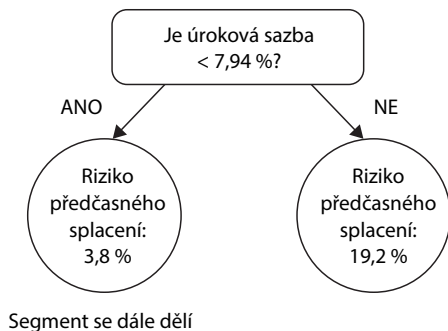 Je úroková sazba
< 7,94 %?
ANO
NE
Riziko
předčasného
splacení:
3,8 %
Riziko
předčasného
splacení:
19,2 %
Segment se dále dělí